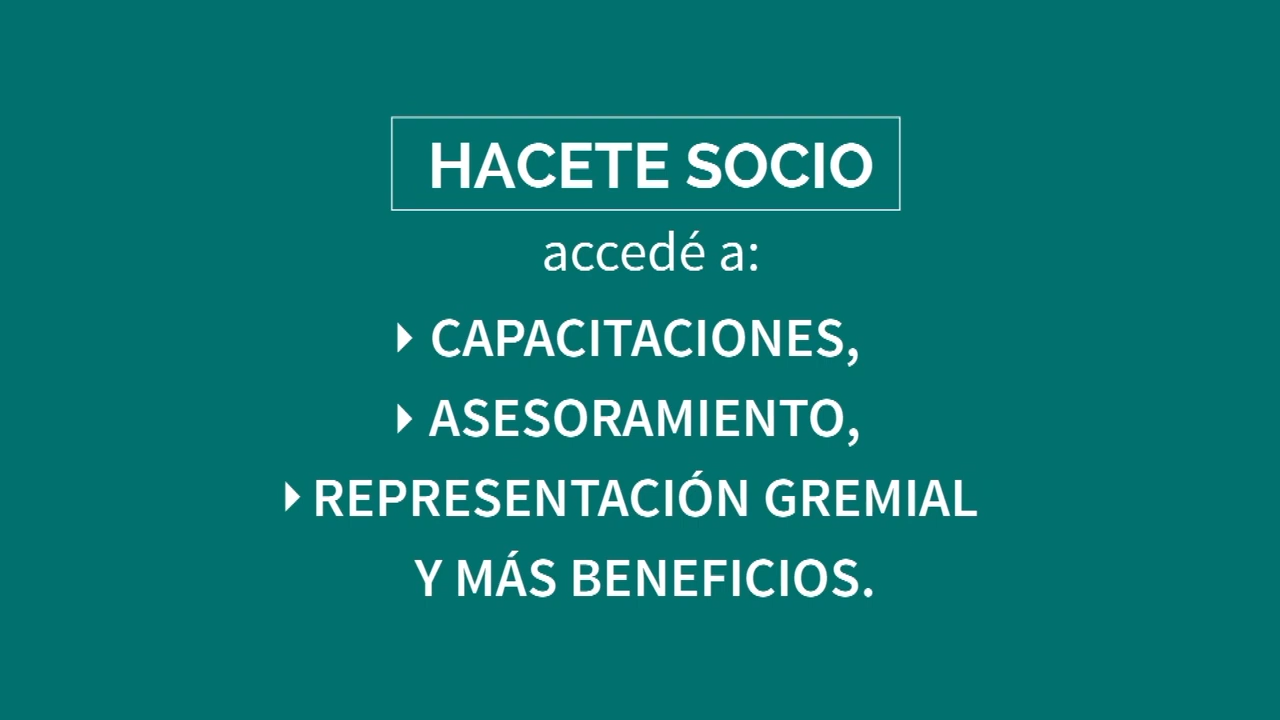 HACETE SOCIO
accedé a:
CAPACITACIONES,
ASESORAMIENTO,
REPRESENTACIÓN GREMIAL
Y MÁS BENEFICIOS.